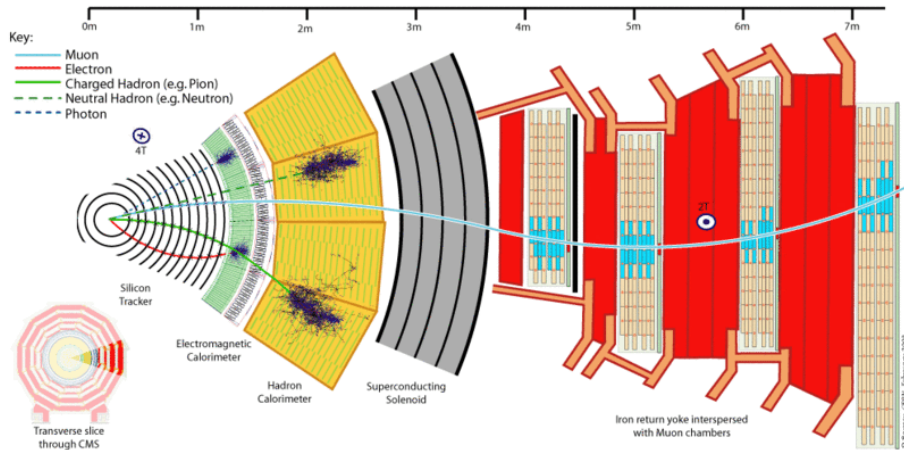 0m 1m 2m 3m 4m 5m 6m 7m
Key:
Muon
Electron
Charged Hadron (e.g. Pion)
Neutral Hadron (e.g. Neutron)
Photon
4T
2T
Silicon
Tracker
Electromagnetic
Calorimeter
Hadron
Calorimeter
Superconducting
Solenoid
Iron return yoke interspersed
with Muon chambers
Transverse slice
through CMS